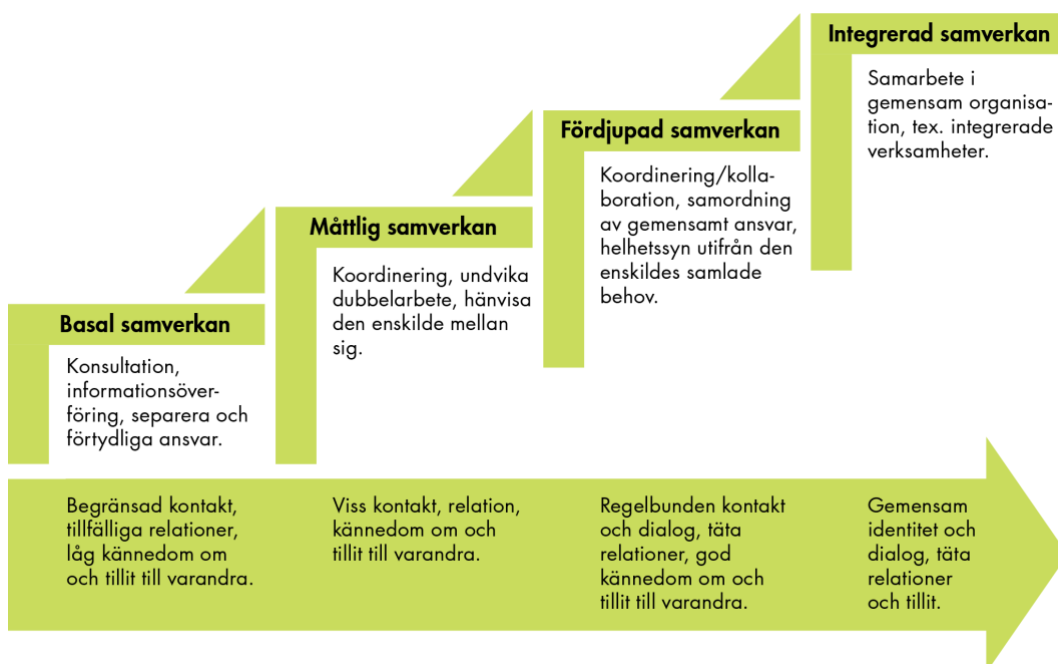 Integrerad samverkan
Samarbete i
gemensam organisa-
tion, tex. integrerade
verksamheter.
Fördjupad samverkan
Koordinering/kolla-
boration, samordning
av gemensamt ansvar,
helhetssyn utifrån den
enskildes samlade
behov.
Måttlig samverkan
Koordinering, undvika
dubbelarbete, hänvisa
den enskilde mellan
sig.
Basal samverkan
Konsultation,
informationsöver-
föring, separera och
förtydliga ansvar.
Begränsad kontakt,
tillfälliga relationer,
låg kännedom om
och tillit till varandra.
Viss kontakt, relation,
kännedom om och
tillit till varandra.
Regelbunden kontakt
och dialog, täta
relationer, god
kännedom om och
tillit till varandra.
Gemensam
identitet och
dialog, täta
relationer
och tillit.